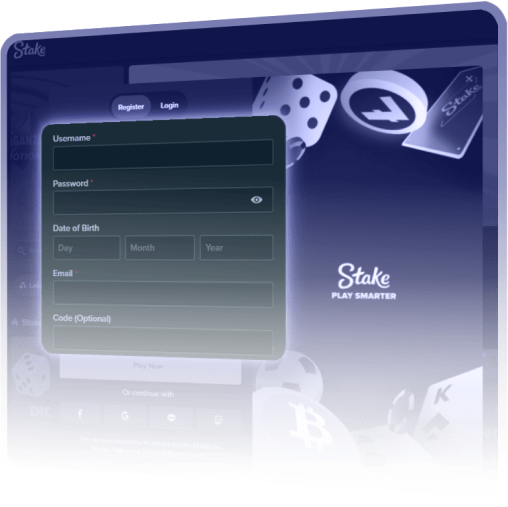 Stake
Register Login
Stake
Username *
Password *
Date of Birth
Day Month Year
Email *
Stake
PLAY SMARTER
Code (Optional)
Play Now
K
Or continue with